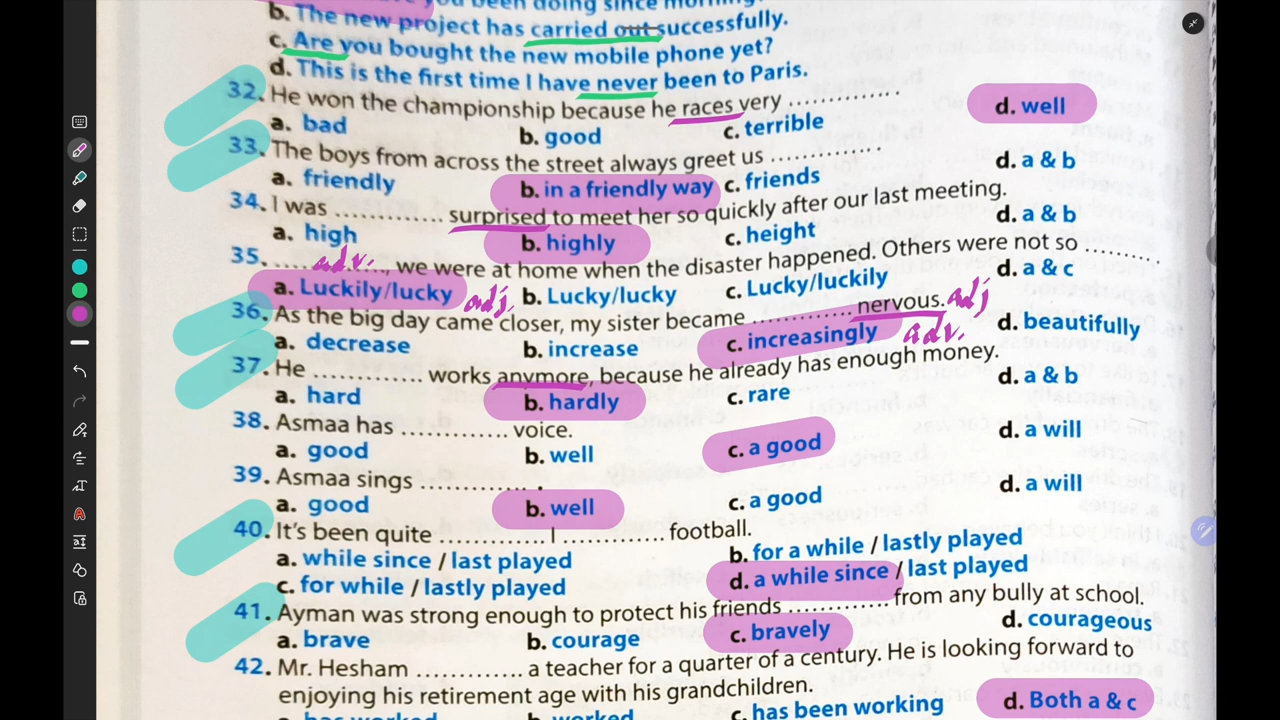 you been doing since morning?
b. The new project has carried out successfully.
c. Are you bought the new mobile phone yet?
d. This is the first time I have never been to Paris.
32. He won the championship because he races very ……………
a. bad b. good c. terrible d. well
33. The boys from across the street always greet us ……………
a. friendly b. in a friendly way c. friends d. a & b
34. I was …………… surprised to meet her so quickly after our last meeting.
a. high b. highly c. height d. a & b
35. ……………, we were at home when the disaster happened. Others were not so ……………
adv.
a. Luckily/lucky b. Lucky/lucky c. Lucky/luckily d. a & c
adj.
36. As the big day came closer, my sister became …………… nervous. adj
a. decrease b. increase c. increasingly d. beautifully
adv.
37. He …………… works anymore, because he already has enough money.
a. hard b. hardly c. rare d. a & b
38. Asmaa has …………… voice.
a. good b. well c. a good d. a will
39. Asmaa sings …………… .
a. good b. well c. a good d. a will
40. It's been quite …………… I …………… football.
a. while since / last played b. for a while / lastly played
c. for while / lastly played d. a while since / last played
41. Ayman was strong enough to protect his friends …………… from any bully at school.
a. brave b. courage c. bravely d. courageous
42. Mr. Hesham …………… a teacher for a quarter of a century. He is looking forward to
enjoying his retirement age with his grandchildren.
a. has worked b. worked c. has been working d. Both a & c